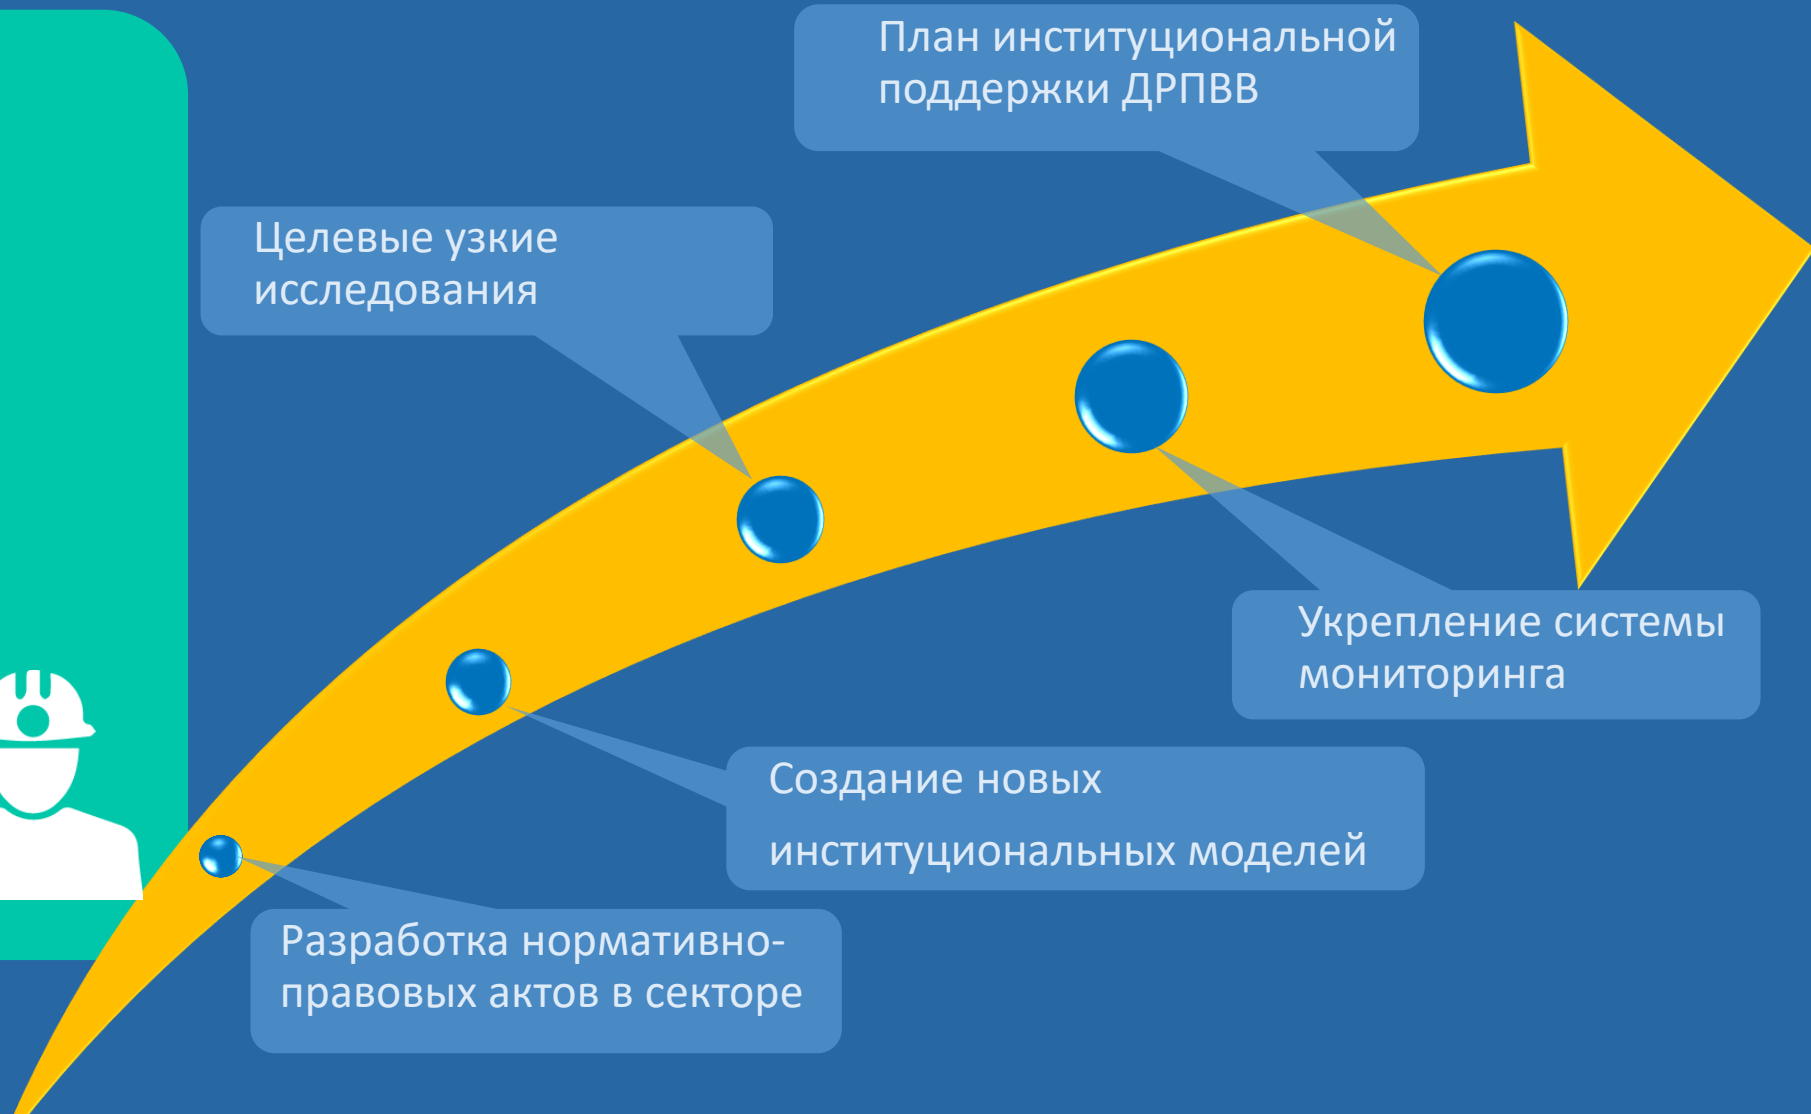 План институциональной
поддержки ДРПВВ
Целевые узкие
исследования
Укрепление системы
мониторинга
Создание новых
институциональных моделей
Разработка нормативно-
правовых актов в секторе